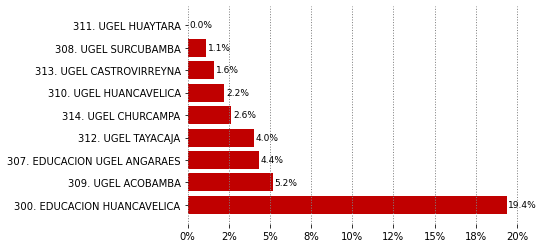 311. UGEL HUAYTARA 0.0%
308. UGEL SURCUBAMBA 1.1%
313. UGEL CASTROVIRREYNA 1.6%
310. UGEL HUANCAVELICA 2.2%
314. UGEL CHURCAMPA 2.6%
312. UGEL TAYACAJA 4.0%
307. EDUCACION UGEL ANGARAES 4.4%
309. UGEL ACOBAMBA 5.2%
300. EDUCACION HUANCAVELICA 19.4%
0% 2% 5% 8% 10% 12% 15% 18% 20%